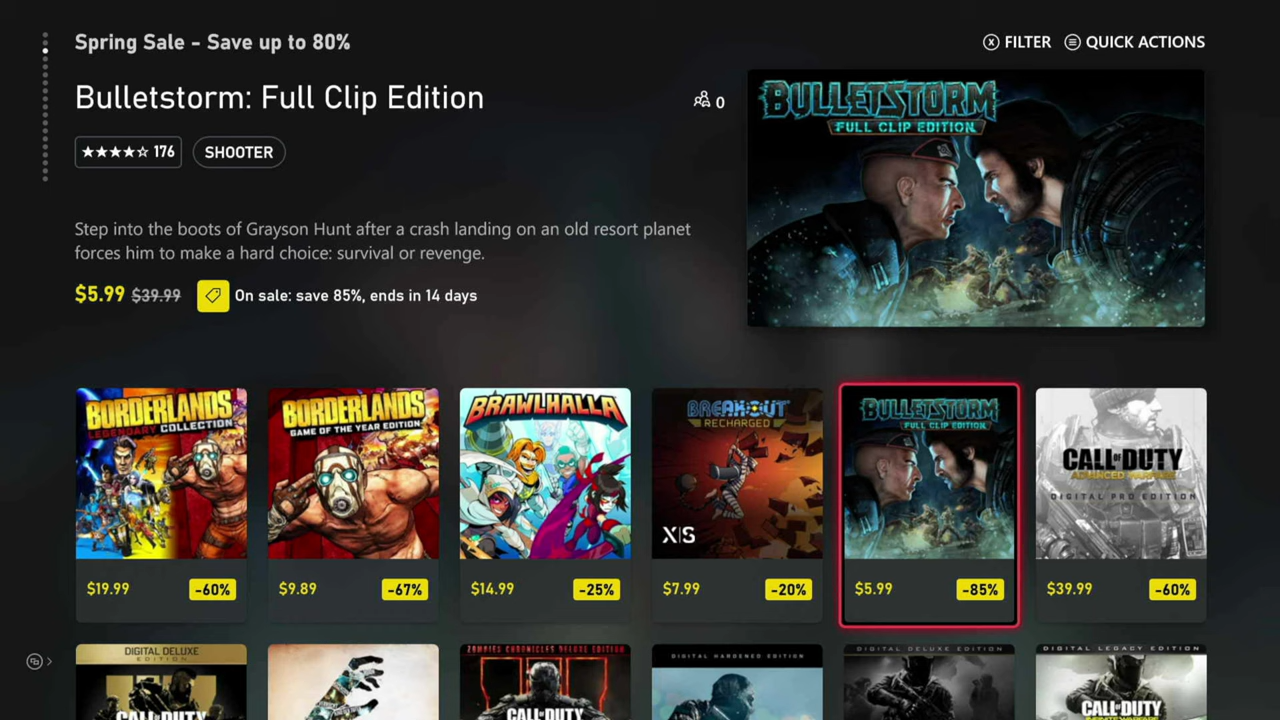 Spring Sale - Save up to 80%
FILTER
QUICK ACTIONS
Bulletstorm: Full Clip Edition
0
176
SHOOTER
Step into the boots of Grayson Hunt after a crash landing on an old resort planet
forces him to make a hard choice: survival or revenge.
$5.99 $39.99
On sale: save 85%, ends in 14 days
BULLETSTORM
FULL CLIP EDITION
BORDERLANDS
LEGENDARY COLLECTION
BORDERLANDS
GAME OF THE YEAR EDITION
BRAWLHALLA
BREAKOUT
RECHARGED
X|S
BULLETSTORM
FULL CLIP EDITION
CALL OF DUTY
ADVANCED WARFARE
DIGITAL PRO EDITION
$19.99 -60%
$9.89 -67%
$14.99 -25%
$7.99 -20%
$5.99 -85%
$39.99 -60%
DIGITAL DELUXE
EDITION
CALL OF DUTY
ZOMBIES CHRONICLES DELUXE EDITION
CALL OF DUTY
DIGITAL HARDENED EDITION
DIGITAL DELUXE EDITION
DIGITAL LEGACY EDITION
CALL OF DUTY
INFINITE WARFARE